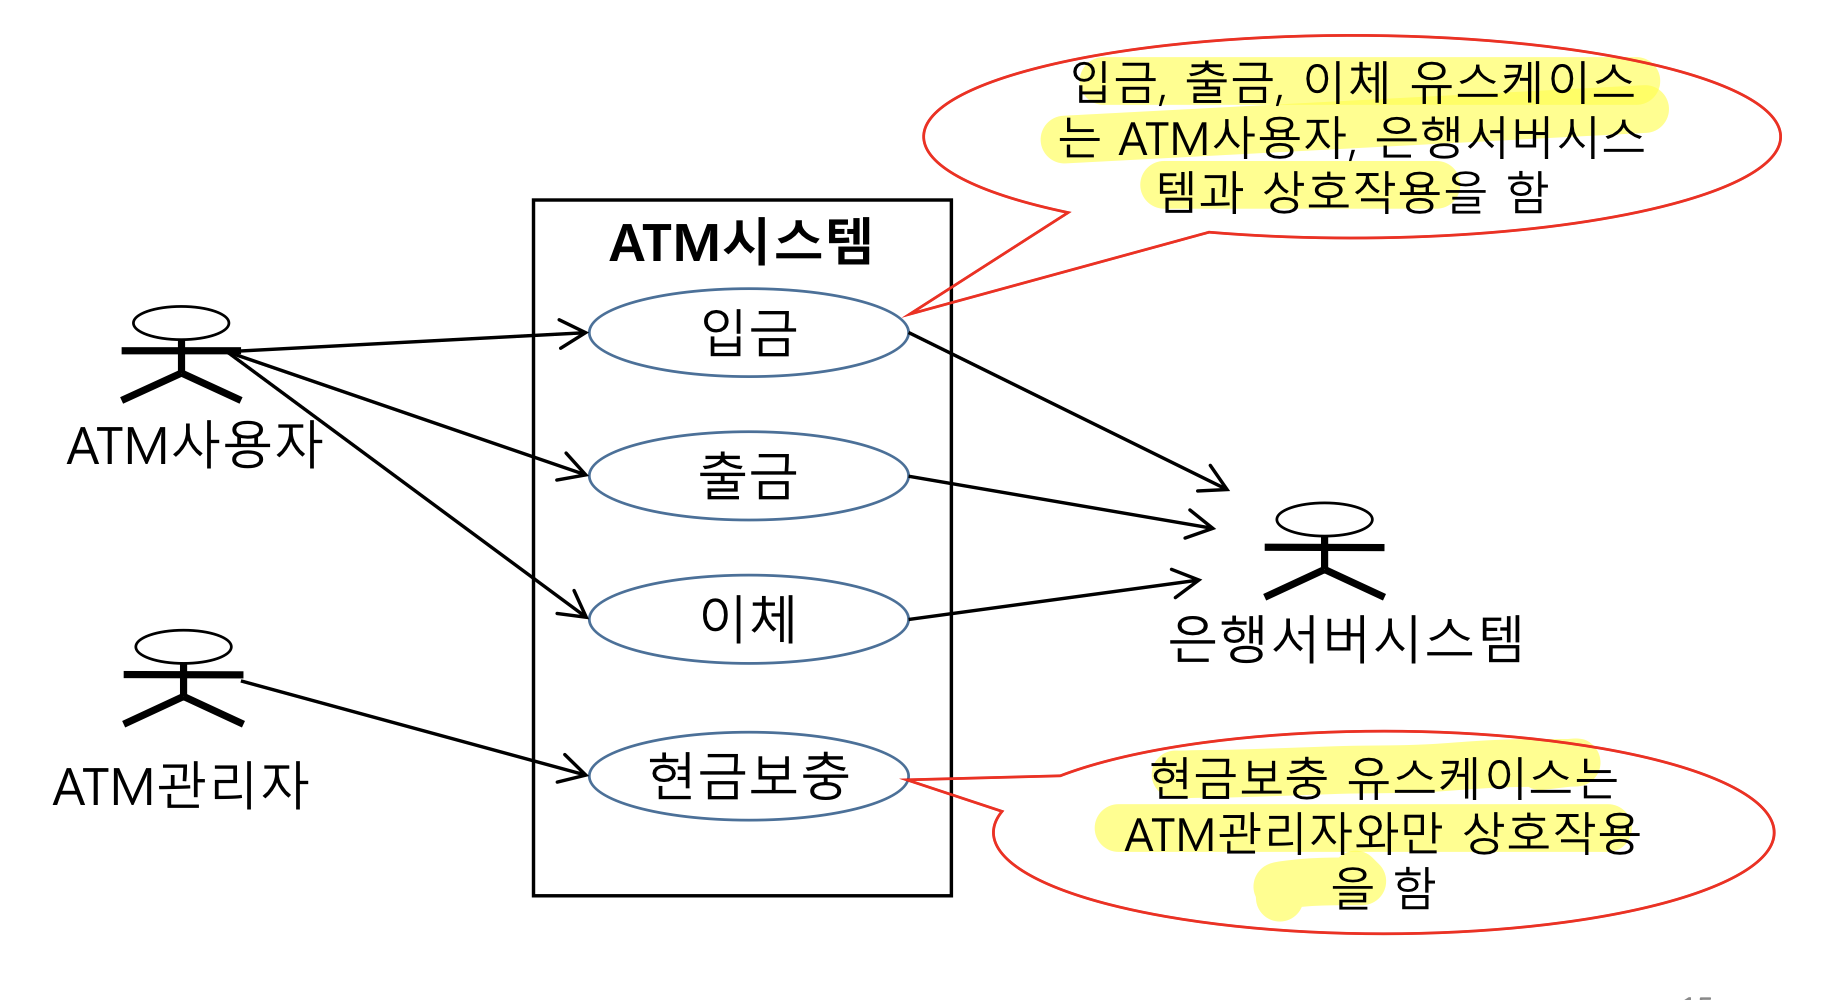 입금, 출금, 이체 유스케이스
는 ATM사용자, 은행서버시스
템과 상호작용을 함
ATM시스템
입금
ATM사용자
출금
이체
은행서버시스템
ATM관리자
현금보충
현금보충 유스케이스는
ATM관리자와만 상호작용
을 함